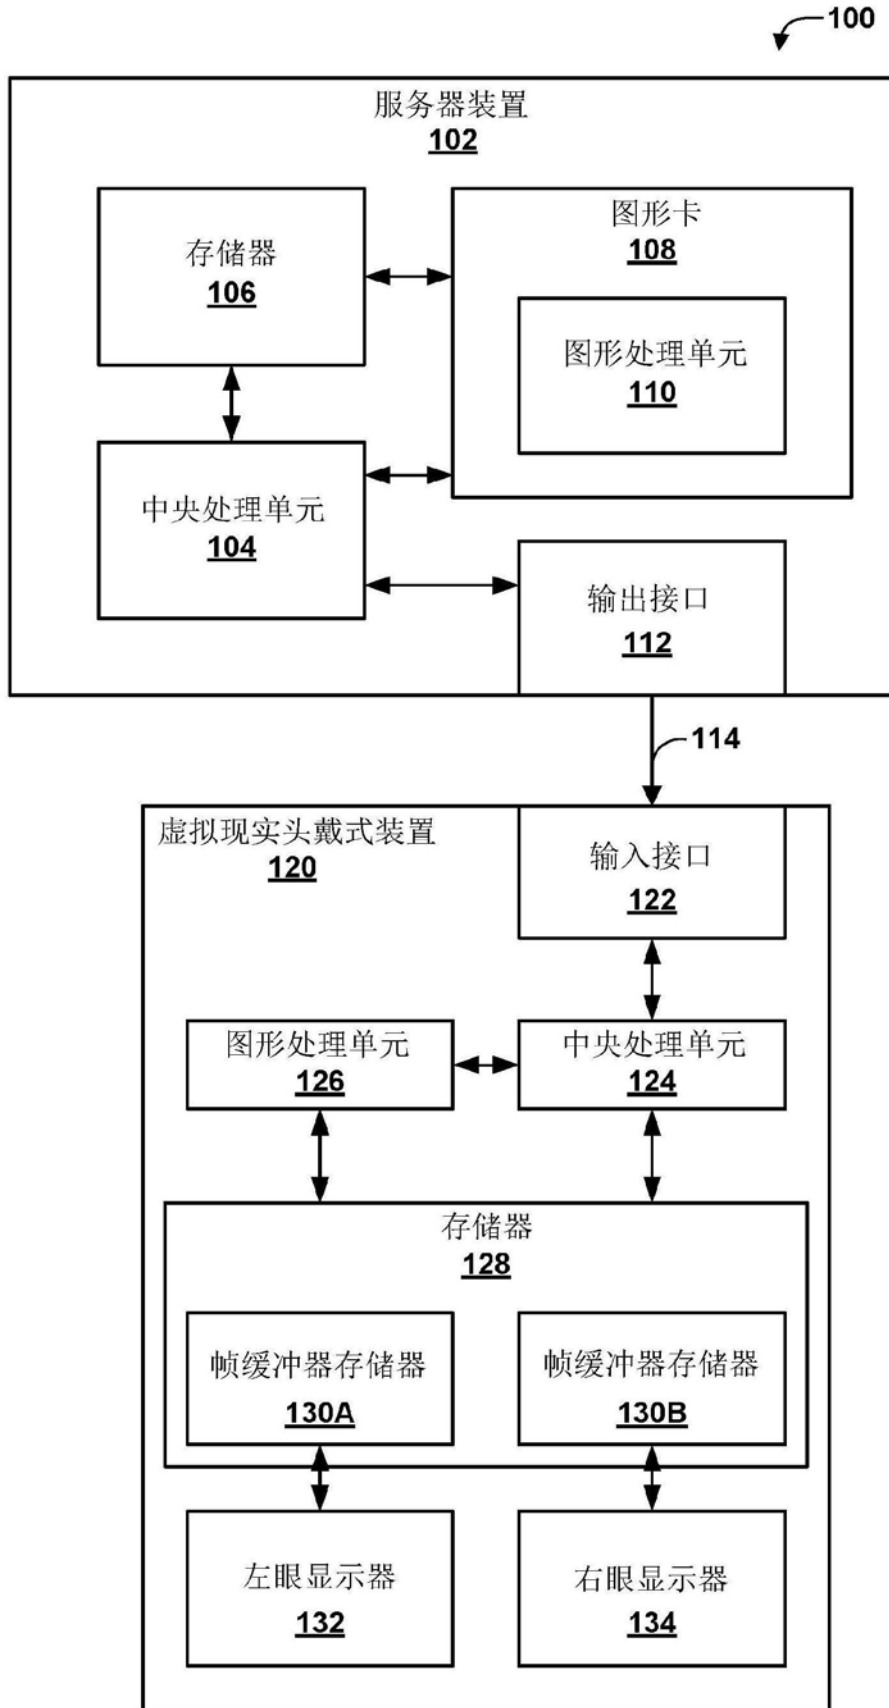 100
服务器装置
102
存储器
106
图形卡
108
图形处理单元
110
中央处理单元
104
输出接口
112
114
虚拟现实头戴式装置
120
输入接口
122
图形处理单元
126
中央处理单元
124
存储器
128
帧缓冲器存储器
130A
帧缓冲器存储器
130B
左眼显示器
132
右眼显示器
134